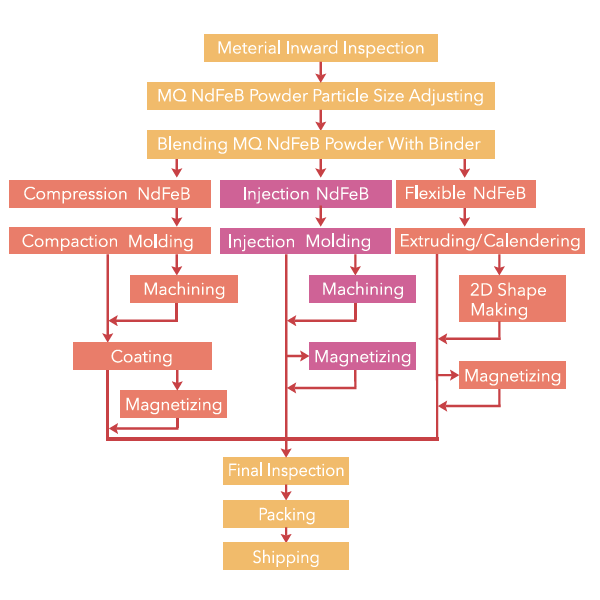 Meterial Inward Inspection
MQ NdFeB Powder Particle Size Adjusting
Blending MQ NdFeB Powder With Binder
Compression NdFeB
Injection NdFeB
Flexible NdFeB
Compaction Molding
Injection Molding
Extruding/Calendering
Machining
Machining
2D Shape
Making
Coating
Magnetizing
Magnetizing
Magnetizing
Final Inspection
Packing
Shipping